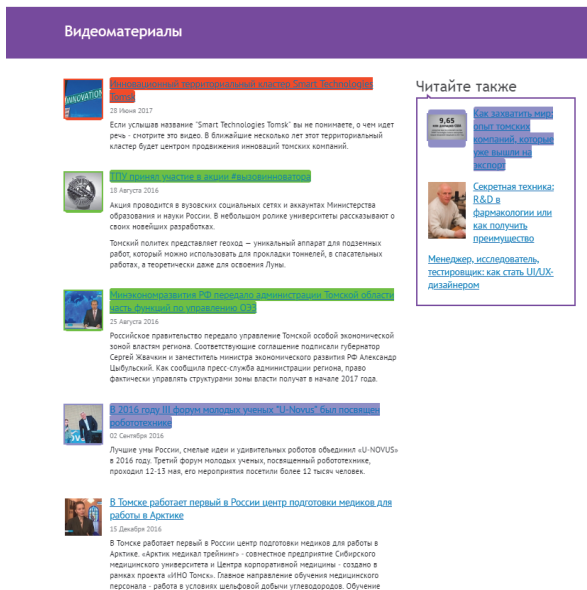 Видеоматериалы
INNOVATION
Инновационный территориальный кластер Smart Technologies
Tomsk
28 Июня 2017
Если услышав название "Smart Technologies Tomsk" вы не понимаете, о чем идет
речь - смотрите это видео. В ближайшие несколько лет этот территориальный
кластер будет центром продвижения инноваций томских компаний.
ТПУ принял участие в акции #вызовинноватора
18 Августа 2016
Акция проводится в вузовских социальных сетях и аккаунтах Министерства
образования и науки России. В небольшом ролике университеты рассказывают о
своих новейших разработках.
Томский политех представляет геоход — уникальный аппарат для подземных
работ, который можно использовать для прокладки тоннелей, в спасательных
работах, а теоретически даже для освоения Луны.
Минэкономразвития РФ передало администрации Томской области
часть функций по управлению ОЭЗ
25 Августа 2016
Российское правительство передало управление Томской особой экономической
зоной властям региона. Соответствующие соглашение подписали губернатор
Сергей Жвачкин и заместитель министра экономического развития РФ Александр
Цыбульский. Как сообщила пресс-служба администрации региона, право
фактически управлять структурами зоны власти получат в начале 2017 года.
В 2016 году III форум молодых ученых "U-Novus" был посвящен
робототехнике
02 Сентября 2016
Лучшие умы России, смелые идеи и удивительных роботов объединил «U-NOVUS»
в 2016 году. Третий форум молодых ученых, посвященный робототехнике,
проходил 12-13 мая, его мероприятия посетили более 12 тысяч человек.
В Томске работает первый в России центр подготовки медиков для
работы в Арктике
15 Декабря 2016
В Томске работает первый в России центр подготовки медиков для работы в
Арктике. «Арктик медикал трейнинг» - совместное предприятие Сибирского
медицинского университета и Центра корпоративной медицины - создано в
рамках проекта «ИНО Томск». Главное направление обучения медицинского
персонала - работа в условиях шельфовой добычи углеводородов. Обучение
Читайте также
9,65
Как захватить мир:
опыт томских
компаний, которые
уже вышли на
экспорт
Секретная техника:
R&D в
фармакологии или
как получить
преимущество
Менеджер, исследователь,
тестировщик: как стать UI/UX-
дизайнером